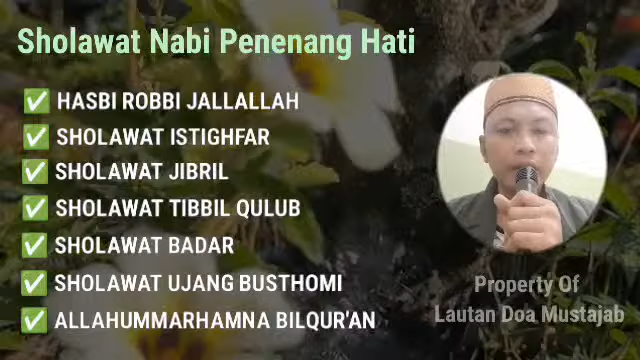 Sholawat Nabi Penenang Hati
✅ HASBI ROBBI JALLALLAH
✅ SHOLAWAT ISTIGHFAR
✅ SHOLAWAT JIBRIL
✅ SHOLAWAT TIBBIL QULUB
✅ SHOLAWAT BADAR
✅ SHOLAWAT UJANG BUSTHOMI
✅ ALLAHUMMARHAMNA BILQUR'AN
Property Of
Lautan Doa Mustajab